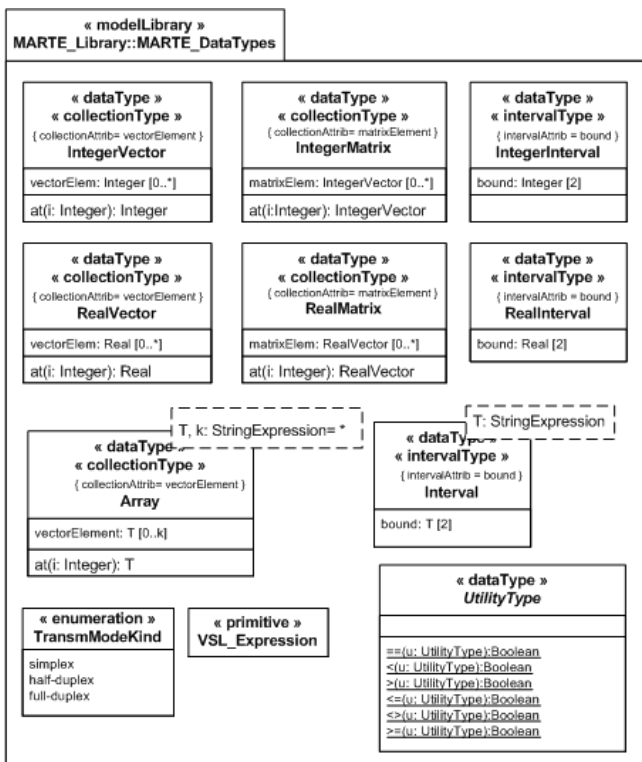 « modelLibrary »
MARTE_Library::MARTE_DataTypes
« dataType »
« collectionType »
{ collectionAttrib= vectorElement }
IntegerVector
vectorElem: Integer [0..*]
at(i: Integer): Integer
« dataType »
« collectionType »
{ collectionAttrib= matrixElement}
IntegerMatrix
matrixElem: IntegerVector [0..*]
at(i:Integer): IntegerVector
« dataType »
« intervalType »
{ intervalAttrib = bound }
IntegerInterval
bound: Integer [2]
« dataType »
« collectionType »
{ collectionAttrib= vectorElement }
RealVector
vectorElem: Real [0..*]
at(i: Integer): Real
« dataType »
« collectionType »
{ collectionAttrib= matrixElement}
RealMatrix
matrixElem: RealVector [0..*]
at(i: Integer): RealVector
« dataType »
« intervalType »
{ intervalAttrib = bound }
RealInterval
bound: Real [2]
T, k: StringExpression= *
« dataType»
« collectionType »
{ collectionAttrib= vectorElement }
Array
vectorElement: T [0..k]
at(i: Integer): T
T: StringExpression
« dataType »
« intervalType »
{ intervalAttrib = bound }
Interval
bound: T [2]
« enumeration »
TransmModeKind
simplex
half-duplex
full-duplex
« primitive »
VSL_Expression
« dataType »
UtilityType
==(u: UtilityType):Boolean
<(u: UtilityType):Boolean
>(u: UtilityType):Boolean
<=(u: UtilityType):Boolean
<>(u: UtilityType):Boolean
>=(u: UtilityType):Boolean